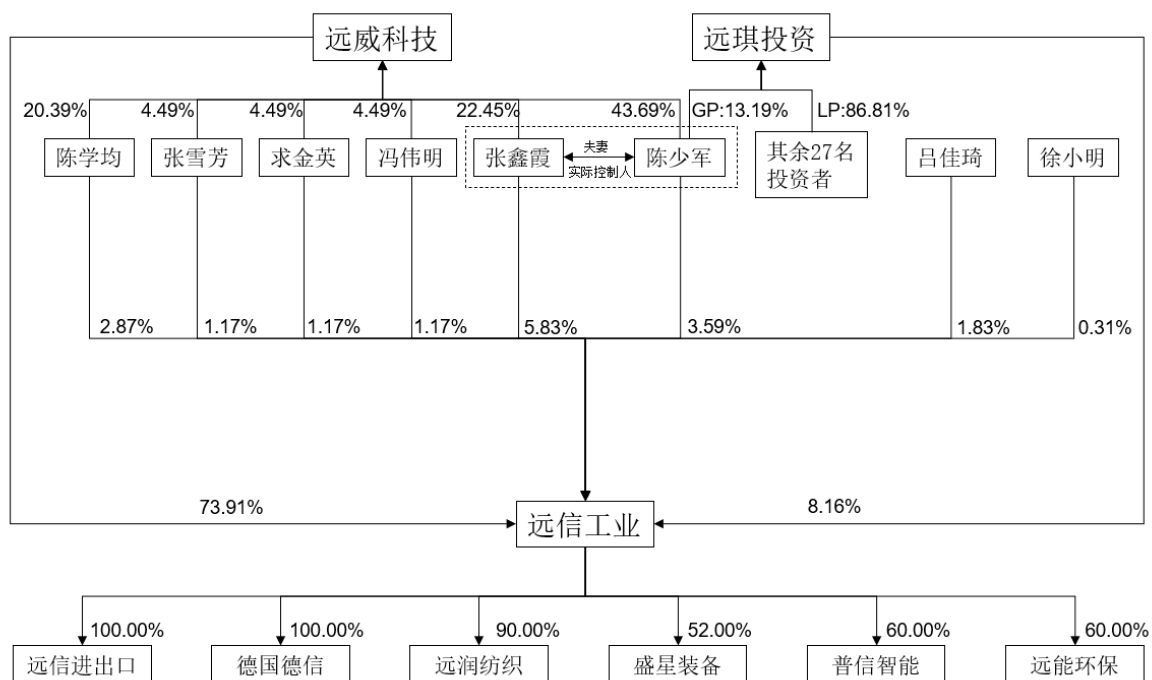 远威科技
远琪投资
20.39%
4.49%
4.49%
4.49%
22.45%
43.69%
GP:13.19%
LP:86.81%
陈学均
张雪芳
求金英
冯伟明
张鑫霞
夫妻
实际控制人
陈少军
其余27名
投资者
吕佳琦
徐小明
2.87%
1.17%
1.17%
1.17%
5.83%
3.59%
1.83%
0.31%
73.91%
8.16%
远信工业
100.00%
100.00%
90.00%
52.00%
60.00%
60.00%
远信进出口
德国德信
远润纺织
盛星装备
普信智能
远能环保